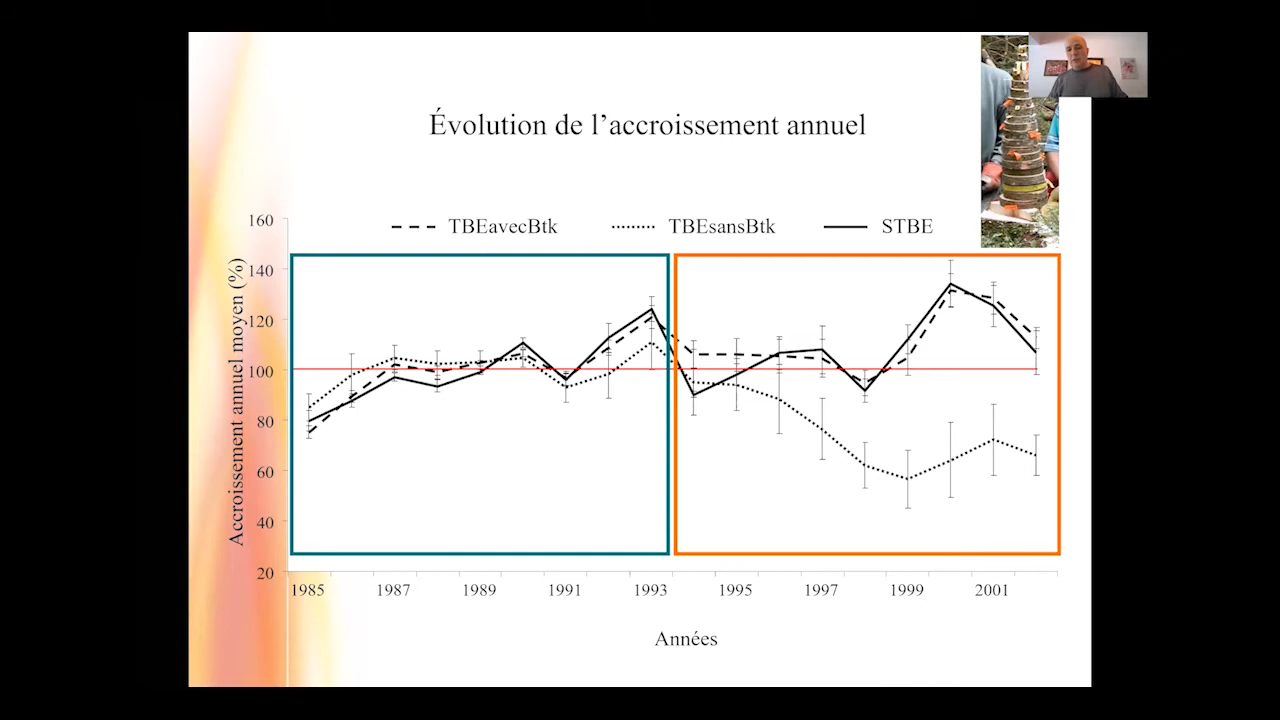 Évolution de l’accroissement annuel
TBEavecBtk TBEsansBtk STBE
Accroissement annuel moyen (%)
160
140
120
100
80
60
40
20
1985 1987 1989 1991 1993 1995 1997 1999 2001
Années